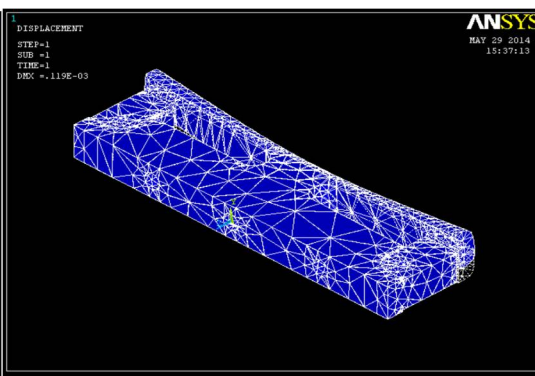 1
DISPLACEMENT
STEP=1
SUB =1
TIME=1
DMX =.119E-03
ANSYS
MAY 29 2014
15:37:13